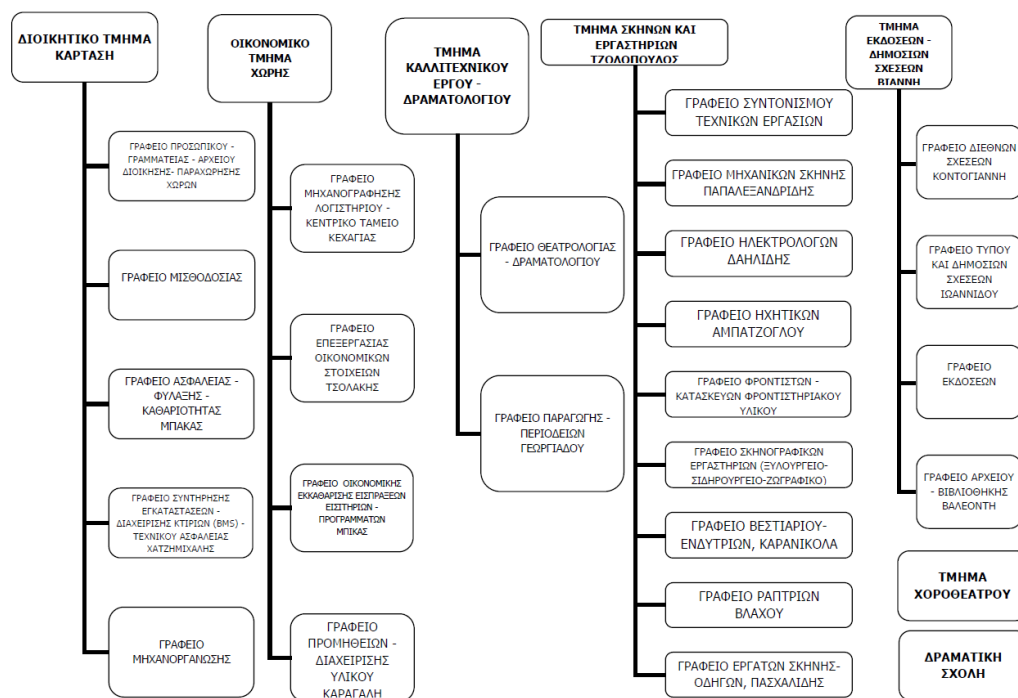 ΔΙΟΙΚΗΤΙΚΟ ΤΜΗΜΑ
ΚΑΡΤΑΣΗ
ΓΡΑΦΕΙΟ ΠΡΟΣΩΠΙΚΟΥ -
ΓΡΑΜΜΑΤΕΙΑΣ - ΑΡΧΕΙΟΥ
ΔΙΟΙΚΗΣΗΣ- ΠΑΡΑΧΩΡΗΣΗΣ
ΧΩΡΩΝ
ΓΡΑΦΕΙΟ ΜΙΣΘΟΔΟΣΙΑΣ
ΓΡΑΦΕΙΟ ΑΣΦΑΛΕΙΑΣ -
ΦΥΛΑΞΗΣ -
ΚΑΘΑΡΙΟΤΗΤΑΣ
ΜΠΑΚΑΣ
ΓΡΑΦΕΙΟ ΣΥΝΤΗΡΗΣΗΣ
ΕΓΚΑΤΑΣΤΑΣΕΩΝ -
ΔΙΑΧΕΙΡΙΣΗΣ ΚΤΙΡΙΩΝ (BMS) -
ΤΕΧΝΙΚΟΥ ΑΣΦΑΛΕΙΑΣ
ΧΑΤΖΗΜΙΧΑΛΗΣ
ΓΡΑΦΕΙΟ
ΜΗΧΑΝΟΡΓΑΝΩΣΗΣ
ΟΙΚΟΝΟΜΙΚΟ
ΤΜΗΜΑ
ΧΩΡΗΣ
ΓΡΑΦΕΙΟ
ΜΗΧΑΝΟΓΡΑΦΗΣΗΣ
ΛΟΓΙΣΤΗΡΙΟΥ -
ΚΕΝΤΡΙΚΟ ΤΑΜΕΙΟ
ΚΕΧΑΓΙΑΣ
ΓΡΑΦΕΙΟ
ΕΠΕΞΕΡΓΑΣΙΑΣ
ΟΙΚΟΝΟΜΙΚΩΝ
ΣΤΟΙΧΕΙΩΝ
ΤΣΟΛΑΚΗΣ
ΓΡΑΦΕΙΟ ΟΙΚΟΝΟΜΙΚΗΣ
ΕΚΚΑΘΑΡΙΣΗΣ ΕΙΣΠΡΑΞΕΩΝ
ΕΙΣΙΤΗΡΙΩΝ -
ΠΡΟΓΡΑΜΜΑΤΩΝ
ΜΠΙΚΑΣ
ΓΡΑΦΕΙΟ
ΠΡΟΜΗΘΕΙΩΝ -
ΔΙΑΧΕΙΡΙΣΗΣ
ΥΛΙΚΟΥ
ΚΑΡΑΓΑΛΗ
ΤΜΗΜΑ
ΚΑΛΛΙΤΕΧΝΙΚΟΥ
ΕΡΓΟΥ -
ΔΡΑΜΑΤΟΛΟΓΙΟΥ
ΓΡΑΦΕΙΟ ΘΕΑΤΡΟΛΟΓΙΑΣ
- ΔΡΑΜΑΤΟΛΟΓΙΟΥ
ΓΡΑΦΕΙΟ ΠΑΡΑΓΩΓΗΣ -
ΠΕΡΙΟΔΕΙΩΝ
ΓΕΩΡΓΙΑΔΟΥ
ΤΜΗΜΑ ΣΚΗΝΩΝ ΚΑΙ
ΕΡΓΑΣΤΗΡΙΩΝ
ΤΖΟΛΟΠΟΥΛΟΣ
ΓΡΑΦΕΙΟ ΣΥΝΤΟΝΙΣΜΟΥ
ΤΕΧΝΙΚΩΝ ΕΡΓΑΣΙΩΝ
ΓΡΑΦΕΙΟ ΜΗΧΑΝΙΚΩΝ ΣΚΗΝΗΣ
ΠΑΠΑΛΕΞΑΝΔΡΙΔΗΣ
ΓΡΑΦΕΙΟ ΗΛΕΚΤΡΟΛΟΓΩΝ
ΔΑΗΛΙΔΗΣ
ΓΡΑΦΕΙΟ ΗΧΗΤΙΚΩΝ
ΑΜΠΑΤΖΟΓΛΟΥ
ΓΡΑΦΕΙΟ ΦΡΟΝΤΙΣΤΩΝ -
ΚΑΤΑΣΚΕΥΩΝ ΦΡΟΝΤΙΣΤΗΡΙΑΚΟΥ
ΥΛΙΚΟΥ
ΓΡΑΦΕΙΟ ΣΚΗΝΟΓΡΑΦΙΚΩΝ
ΕΡΓΑΣΤΗΡΙΩΝ (ΞΥΛΟΥΡΓΕΙΟ-
ΣΙΔΗΡΟΥΡΓΕΙΟ-ΖΩΓΡΑΦΙΚΟ)
ΓΡΑΦΕΙΟ ΒΕΣΤΙΑΡΙΟΥ-
ΕΝΔΥΤΡΙΩΝ, ΚΑΡΑΝΙΚΟΛΑ
ΓΡΑΦΕΙΟ ΡΑΠΤΡΙΩΝ
ΒΛΑΧΟΥ
ΓΡΑΦΕΙΟ ΕΡΓΑΤΩΝ ΣΚΗΝΗΣ-
ΟΔΗΓΩΝ, ΠΑΣΧΑΛΙΔΗΣ
ΤΜΗΜΑ
ΕΚΔΟΣΕΩΝ -
ΔΗΜΟΣΙΩΝ
ΣΧΕΣΕΩΝ
ΒΓΙΑΝΝΗ
ΓΡΑΦΕΙΟ ΔΙΕΘΝΩΝ
ΣΧΕΣΕΩΝ
ΚΟΝΤΟΓΙΑΝΝΗ
ΓΡΑΦΕΙΟ ΤΥΠΟΥ
ΚΑΙ ΔΗΜΟΣΙΩΝ
ΣΧΕΣΕΩΝ
ΙΩΑΝΝΙΔΟΥ
ΓΡΑΦΕΙΟ
ΕΚΔΟΣΕΩΝ
ΓΡΑΦΕΙΟ ΑΡΧΕΙΟΥ
- ΒΙΒΛΙΟΘΗΚΗΣ
ΒΑΛΕΟΝΤΗ
ΤΜΗΜΑ
ΧΟΡΟΘΕΑΤΡΟΥ
ΔΡΑΜΑΤΙΚΗ
ΣΧΟΛΗ